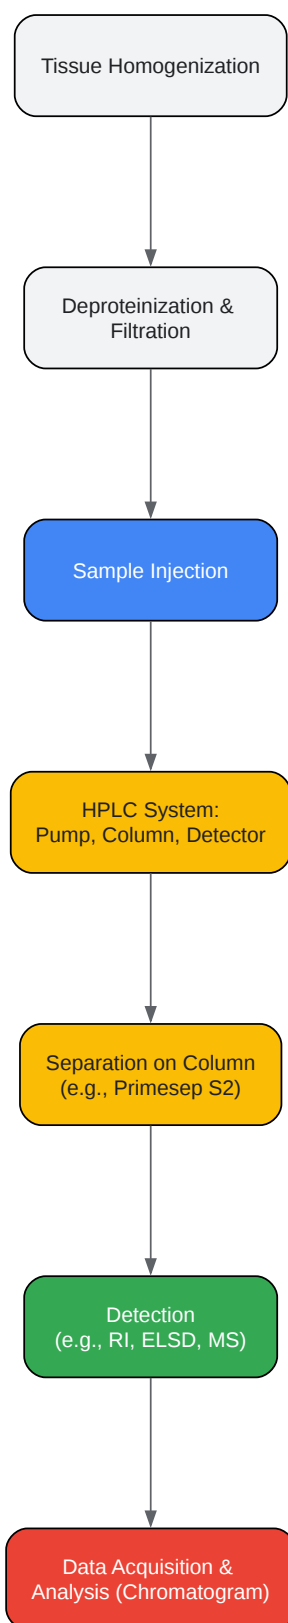 Tissue Homogenization
Deproteinization &
Filtration
Sample Injection
HPLC System:
Pump, Column, Detector
Separation on Column
(e.g., Primesep S2)
Detection
(e.g., RI, ELSD, MS)
Data Acquisition &
Analysis (Chromatogram)